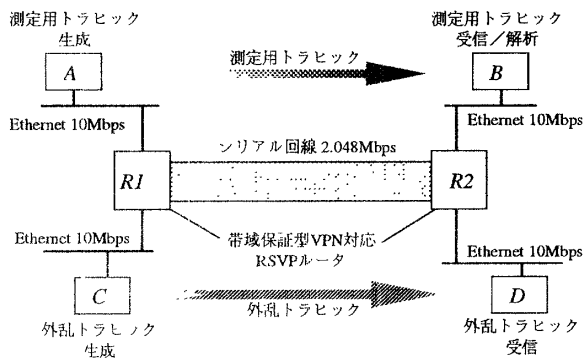 測定用トラヒック
生成
A
測定用トラヒック
測定用トラヒック
受信／解析
B
Ethernet 10Mbps
Ethernet 10Mbps
シリアル回線 2.048Mbps
R1
R2
Ethernet 10Mbps
帯域保証型VPN対応
RSVPルータ
Ethernet 10Mbps
C
外乱トラヒック
D
外乱トラヒック
生成
外乱トラヒック
受信